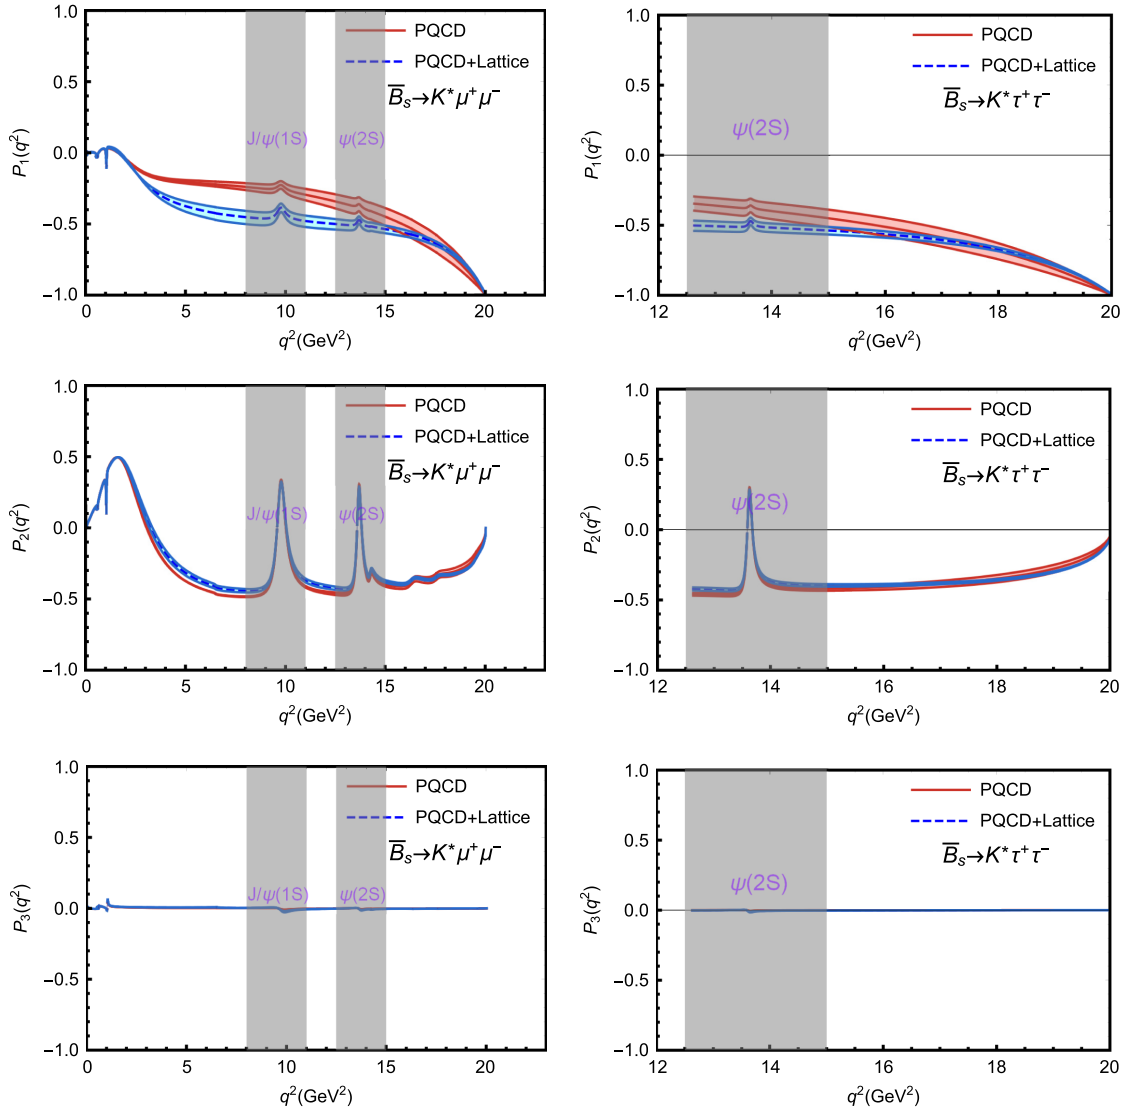 1.0
0.5
0.0
−0.5
−1.0
P₁(q²)
PQCD
PQCD+Lattice
B̅ₛ→K*μ⁺μ⁻
J/ψ(1S)
ψ(2S)
0 5 10 15 20
q²(GeV²)
1.0
0.5
0.0
−0.5
−1.0
P₁(q²)
PQCD
PQCD+Lattice
B̅ₛ→K*τ⁺τ⁻
ψ(2S)
12 14 16 18 20
q²(GeV²)
1.0
0.5
0.0
−0.5
−1.0
P₂(q²)
PQCD
PQCD+Lattice
B̅ₛ→K*μ⁺μ⁻
J/ψ(1S)
ψ(2S)
0 5 10 15 20
q²(GeV²)
1.0
0.5
0.0
−0.5
−1.0
P₂(q²)
PQCD
PQCD+Lattice
B̅ₛ→K*τ⁺τ⁻
ψ(2S)
12 14 16 18 20
q²(GeV²)
1.0
0.5
0.0
−0.5
−1.0
P₃(q²)
PQCD
PQCD+Lattice
B̅ₛ→K*μ⁺μ⁻
J/ψ(1S)
ψ(2S)
0 5 10 15 20
q²(GeV²)
1.0
0.5
0.0
−0.5
−1.0
P₃(q²)
PQCD
PQCD+Lattice
B̅ₛ→K*τ⁺τ⁻
ψ(2S)
12 14 16 18 20
q²(GeV²)